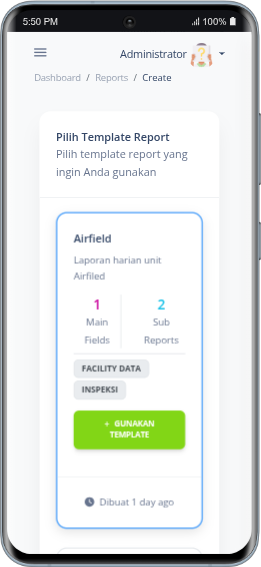 5:50 PM 100%
Administrator
Dashboard / Reports / Create
Pilih Template Report
Pilih template report yang
ingin Anda gunakan
Airfield
Laporan harian unit
Airfiled
1 2
Main Sub
Fields Reports
FACILITY DATA
INSPEKSI
+ GUNAKAN
TEMPLATE
Dibuat 1 day ago